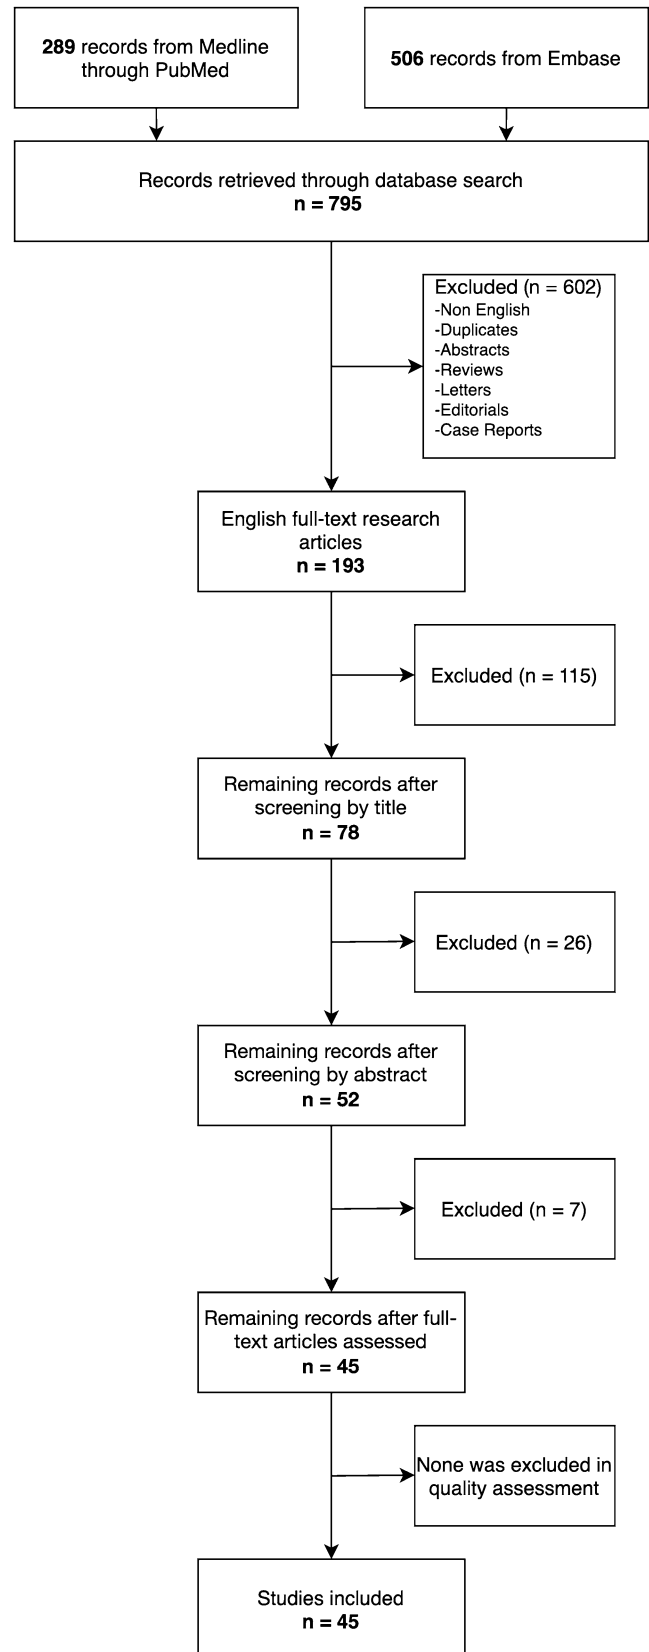 289 records from Medline
through PubMed
506 records from Embase
Records retrieved through database search
n = 795
Excluded (n = 602)
-Non English
-Duplicates
-Abstracts
-Reviews
-Letters
-Editorials
-Case Reports
English full-text research
articles
n = 193
Excluded (n = 115)
Remaining records after
screening by title
n = 78
Excluded (n = 26)
Remaining records after
screening by abstract
n = 52
Excluded (n = 7)
Remaining records after full-
text articles assessed
n = 45
None was excluded in
quality assessment
Studies included
n = 45